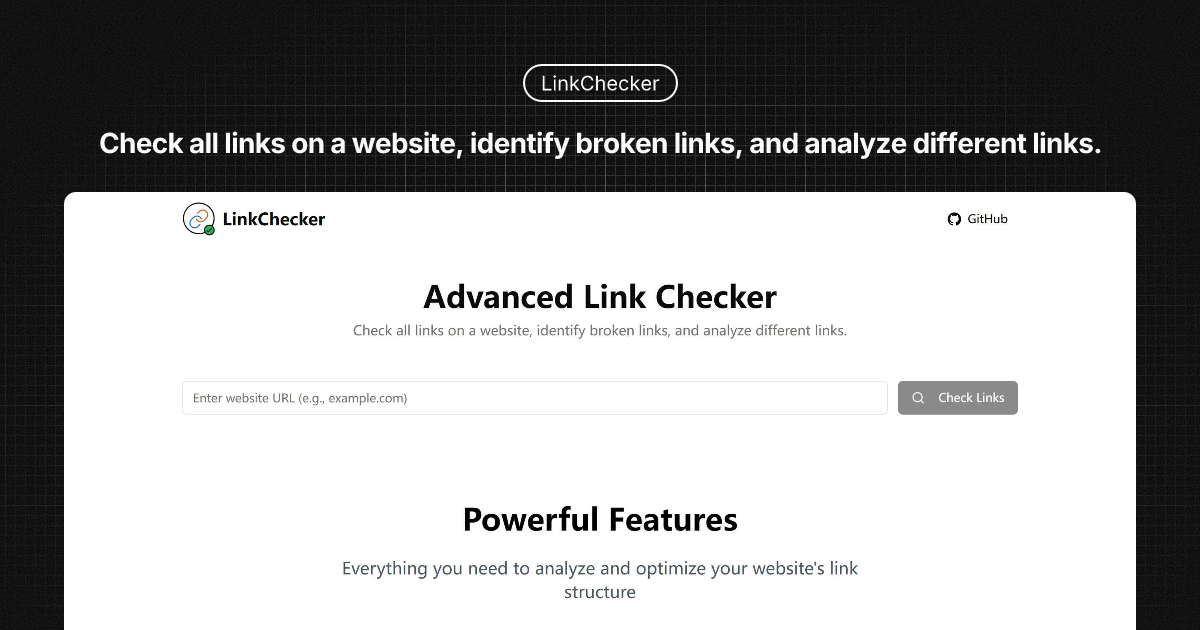 LinkChecker
Check all links on a website, identify broken links, and analyze different links.
LinkChecker
GitHub
Advanced Link Checker
Check all links on a website, identify broken links, and analyze different links.
Enter website URL (e.g., example.com)
Check Links
Powerful Features
Everything you need to analyze and optimize your website's link
structure